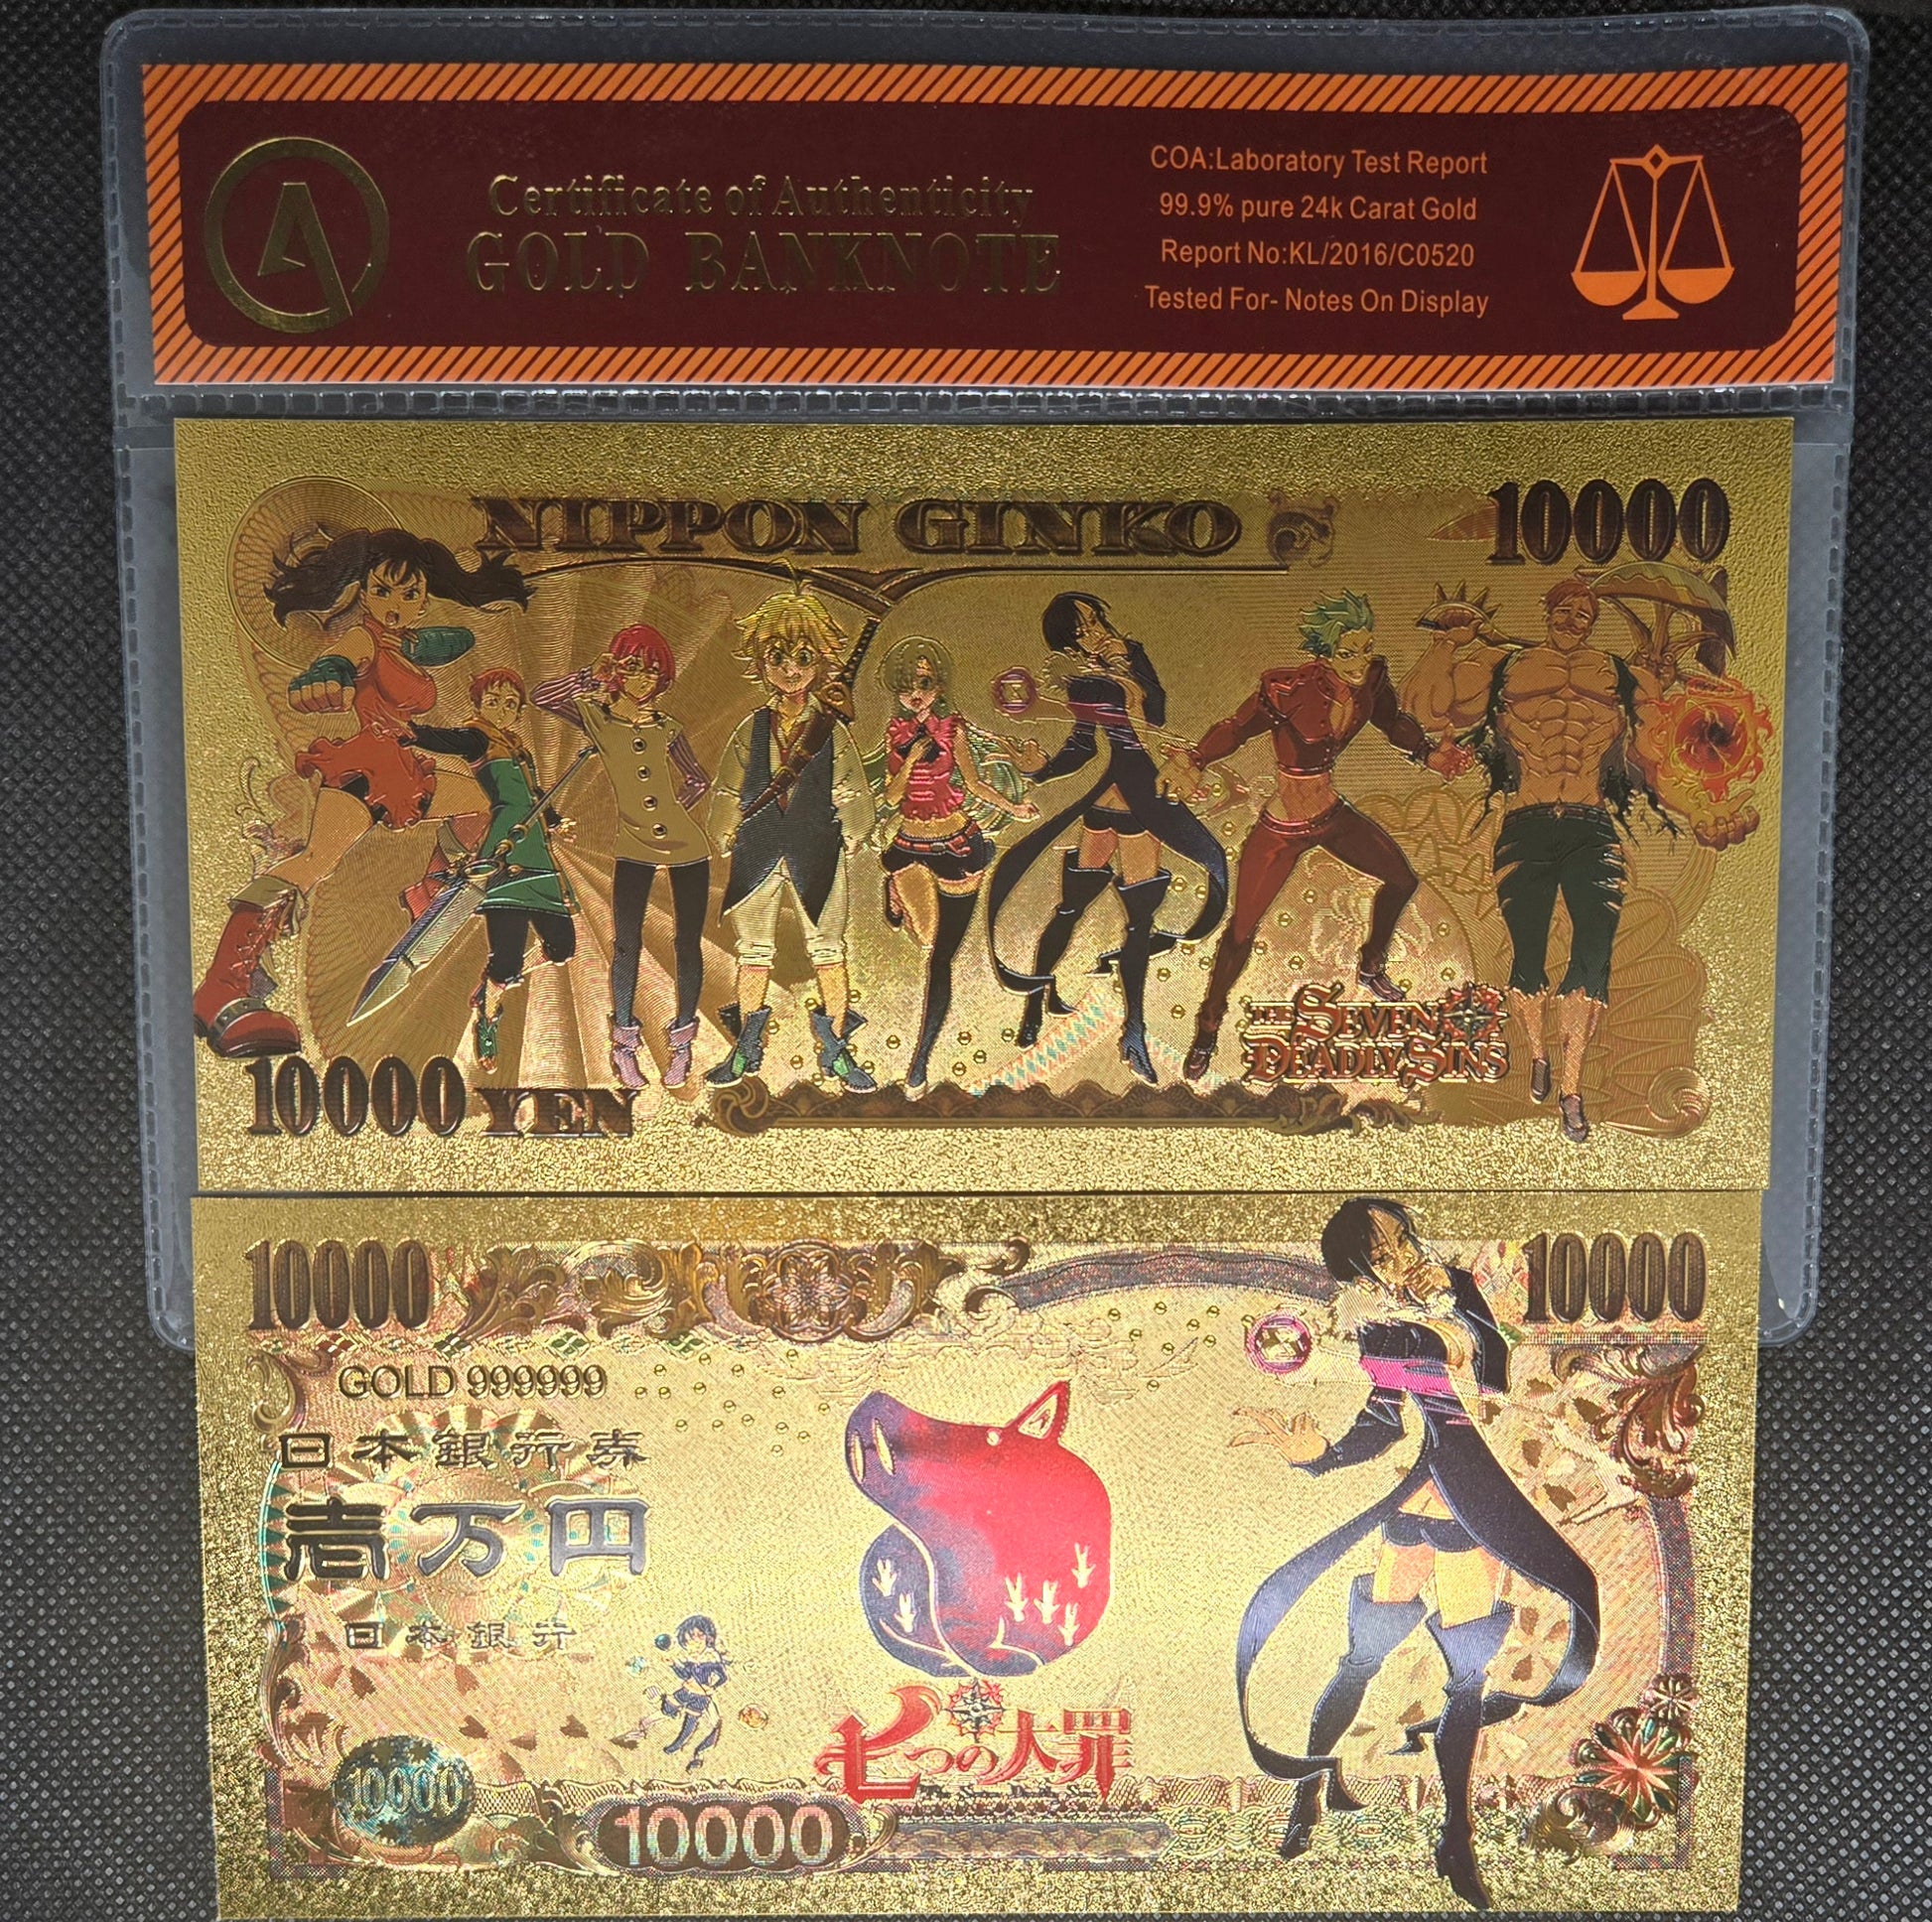 Certificate of Authenticity
GOLD BANKNOTE
COA:Laboratory Test Report
99.9% pure 24k Carat Gold
Report No:KL/2016/C0520
Tested For- Notes On Display
NIPPON GINKO
10000
THE SEVEN
DEADLY SINS
10000 YEN
10000
10000
GOLD 999999
日本銀行券
壱万円
日本銀行
七つの大罪
10000
10000